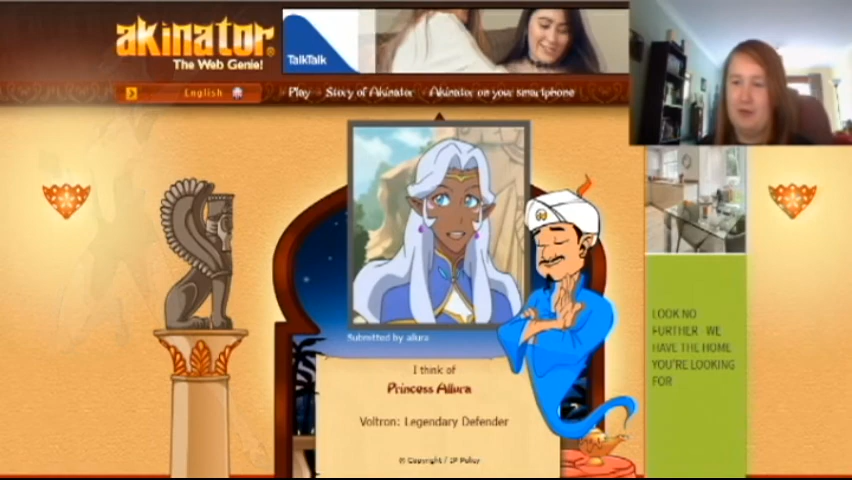 akinator®
The Web Genie!
TalkTalk
English
Play
Story of Akinator
Akinator on your smartphone
Submitted by allura
I think of
Princess Allura
Voltron: Legendary Defender
© Copyright / IP Policy
LOOK NO
FURTHER - WE
HAVE THE HOME
YOU'RE LOOKING
FOR